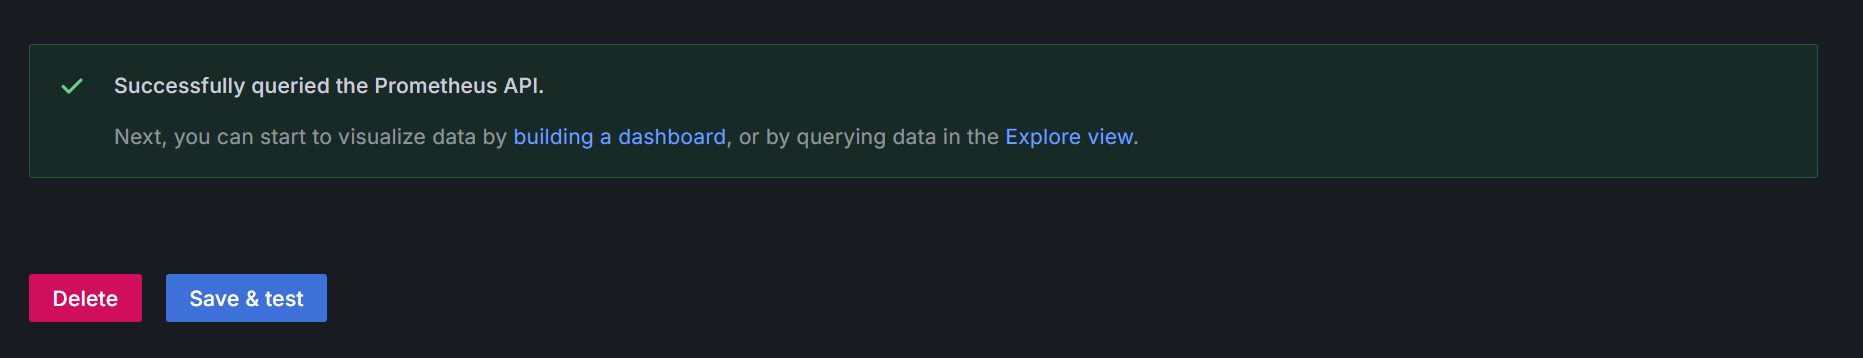 Successfully queried the Prometheus API.
Next, you can start to visualize data by building a dashboard, or by querying data in the Explore view.
Delete
Save & test